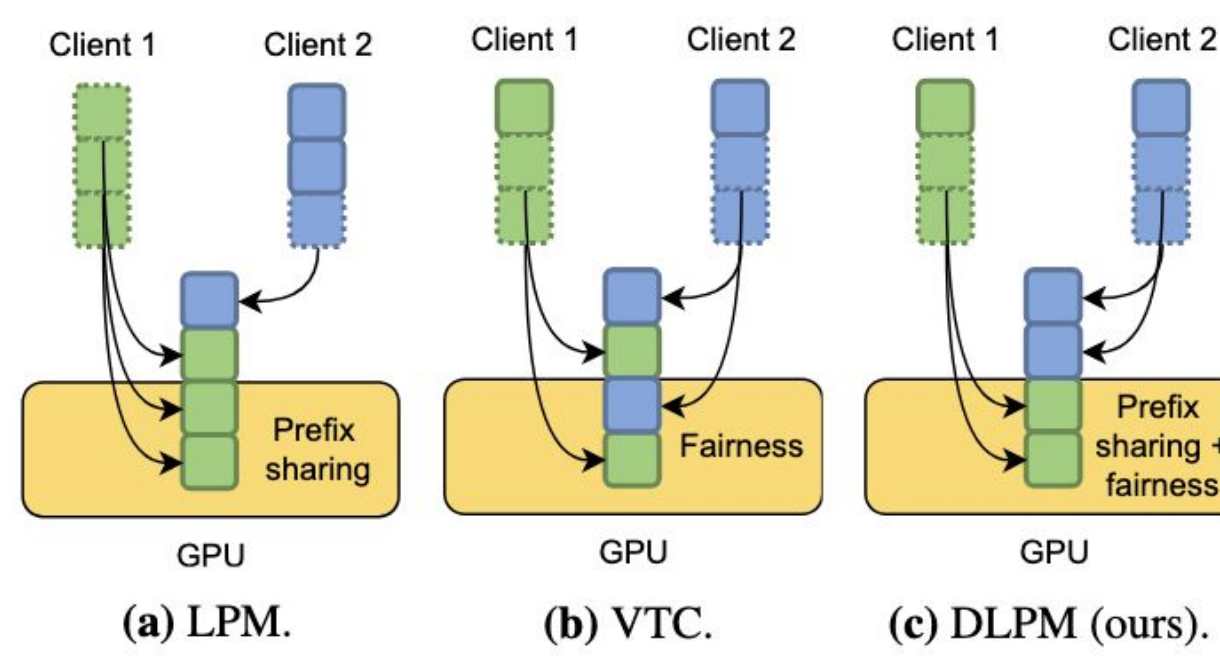 Client 1
Client 2
Prefix
sharing
GPU
(a) LPM.
Client 1
Client 2
Fairness
GPU
(b) VTC.
Client 1
Client 2
Prefix
sharing +
fairness
GPU
(c) DLPM (ours).